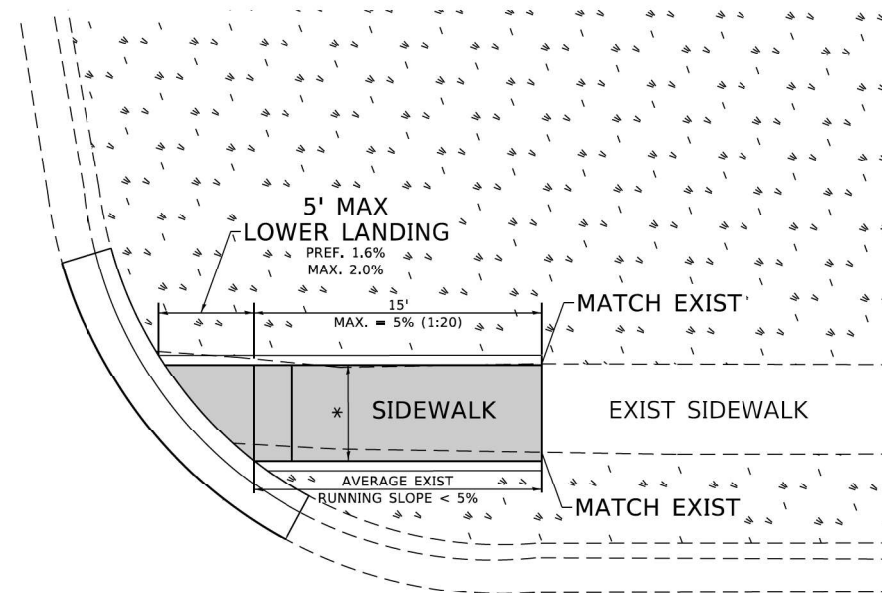 5' MAX
LOWER LANDING
PREF. 1.6%
MAX. 2.0%
15'
MAX. = 5% (1:20)
MATCH EXIST
* SIDEWALK
EXIST SIDEWALK
AVERAGE EXIST
RUNNING SLOPE < 5%
MATCH EXIST